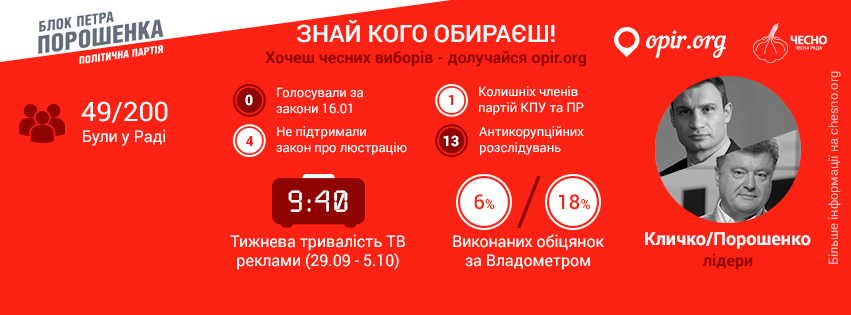 БЛОК ПЕТРА
ПОРОШЕНКА
ПОЛІТИЧНА ПАРТІЯ
ЗНАЙ КОГО ОБИРАЄШ!
Хочеш чесних виборів - долучайся opir.org
opir.org
ЧЕСНО
ЧЕСНА РАДА
49/200
Були у Раді
0
Голосували за
закони 16.01
1
Колишніх членів
партій КПУ та ПР
4
Не підтримали
закон про люстрацію
13
Антикорупційних
розслідувань
9:40
Тижнева тривалість ТВ
реклами (29.09 - 5.10)
6% / 18%
Виконаних обіцянок
за Владометром
Кличко/Порошенко
лідери
Більше інформації на chesno.org